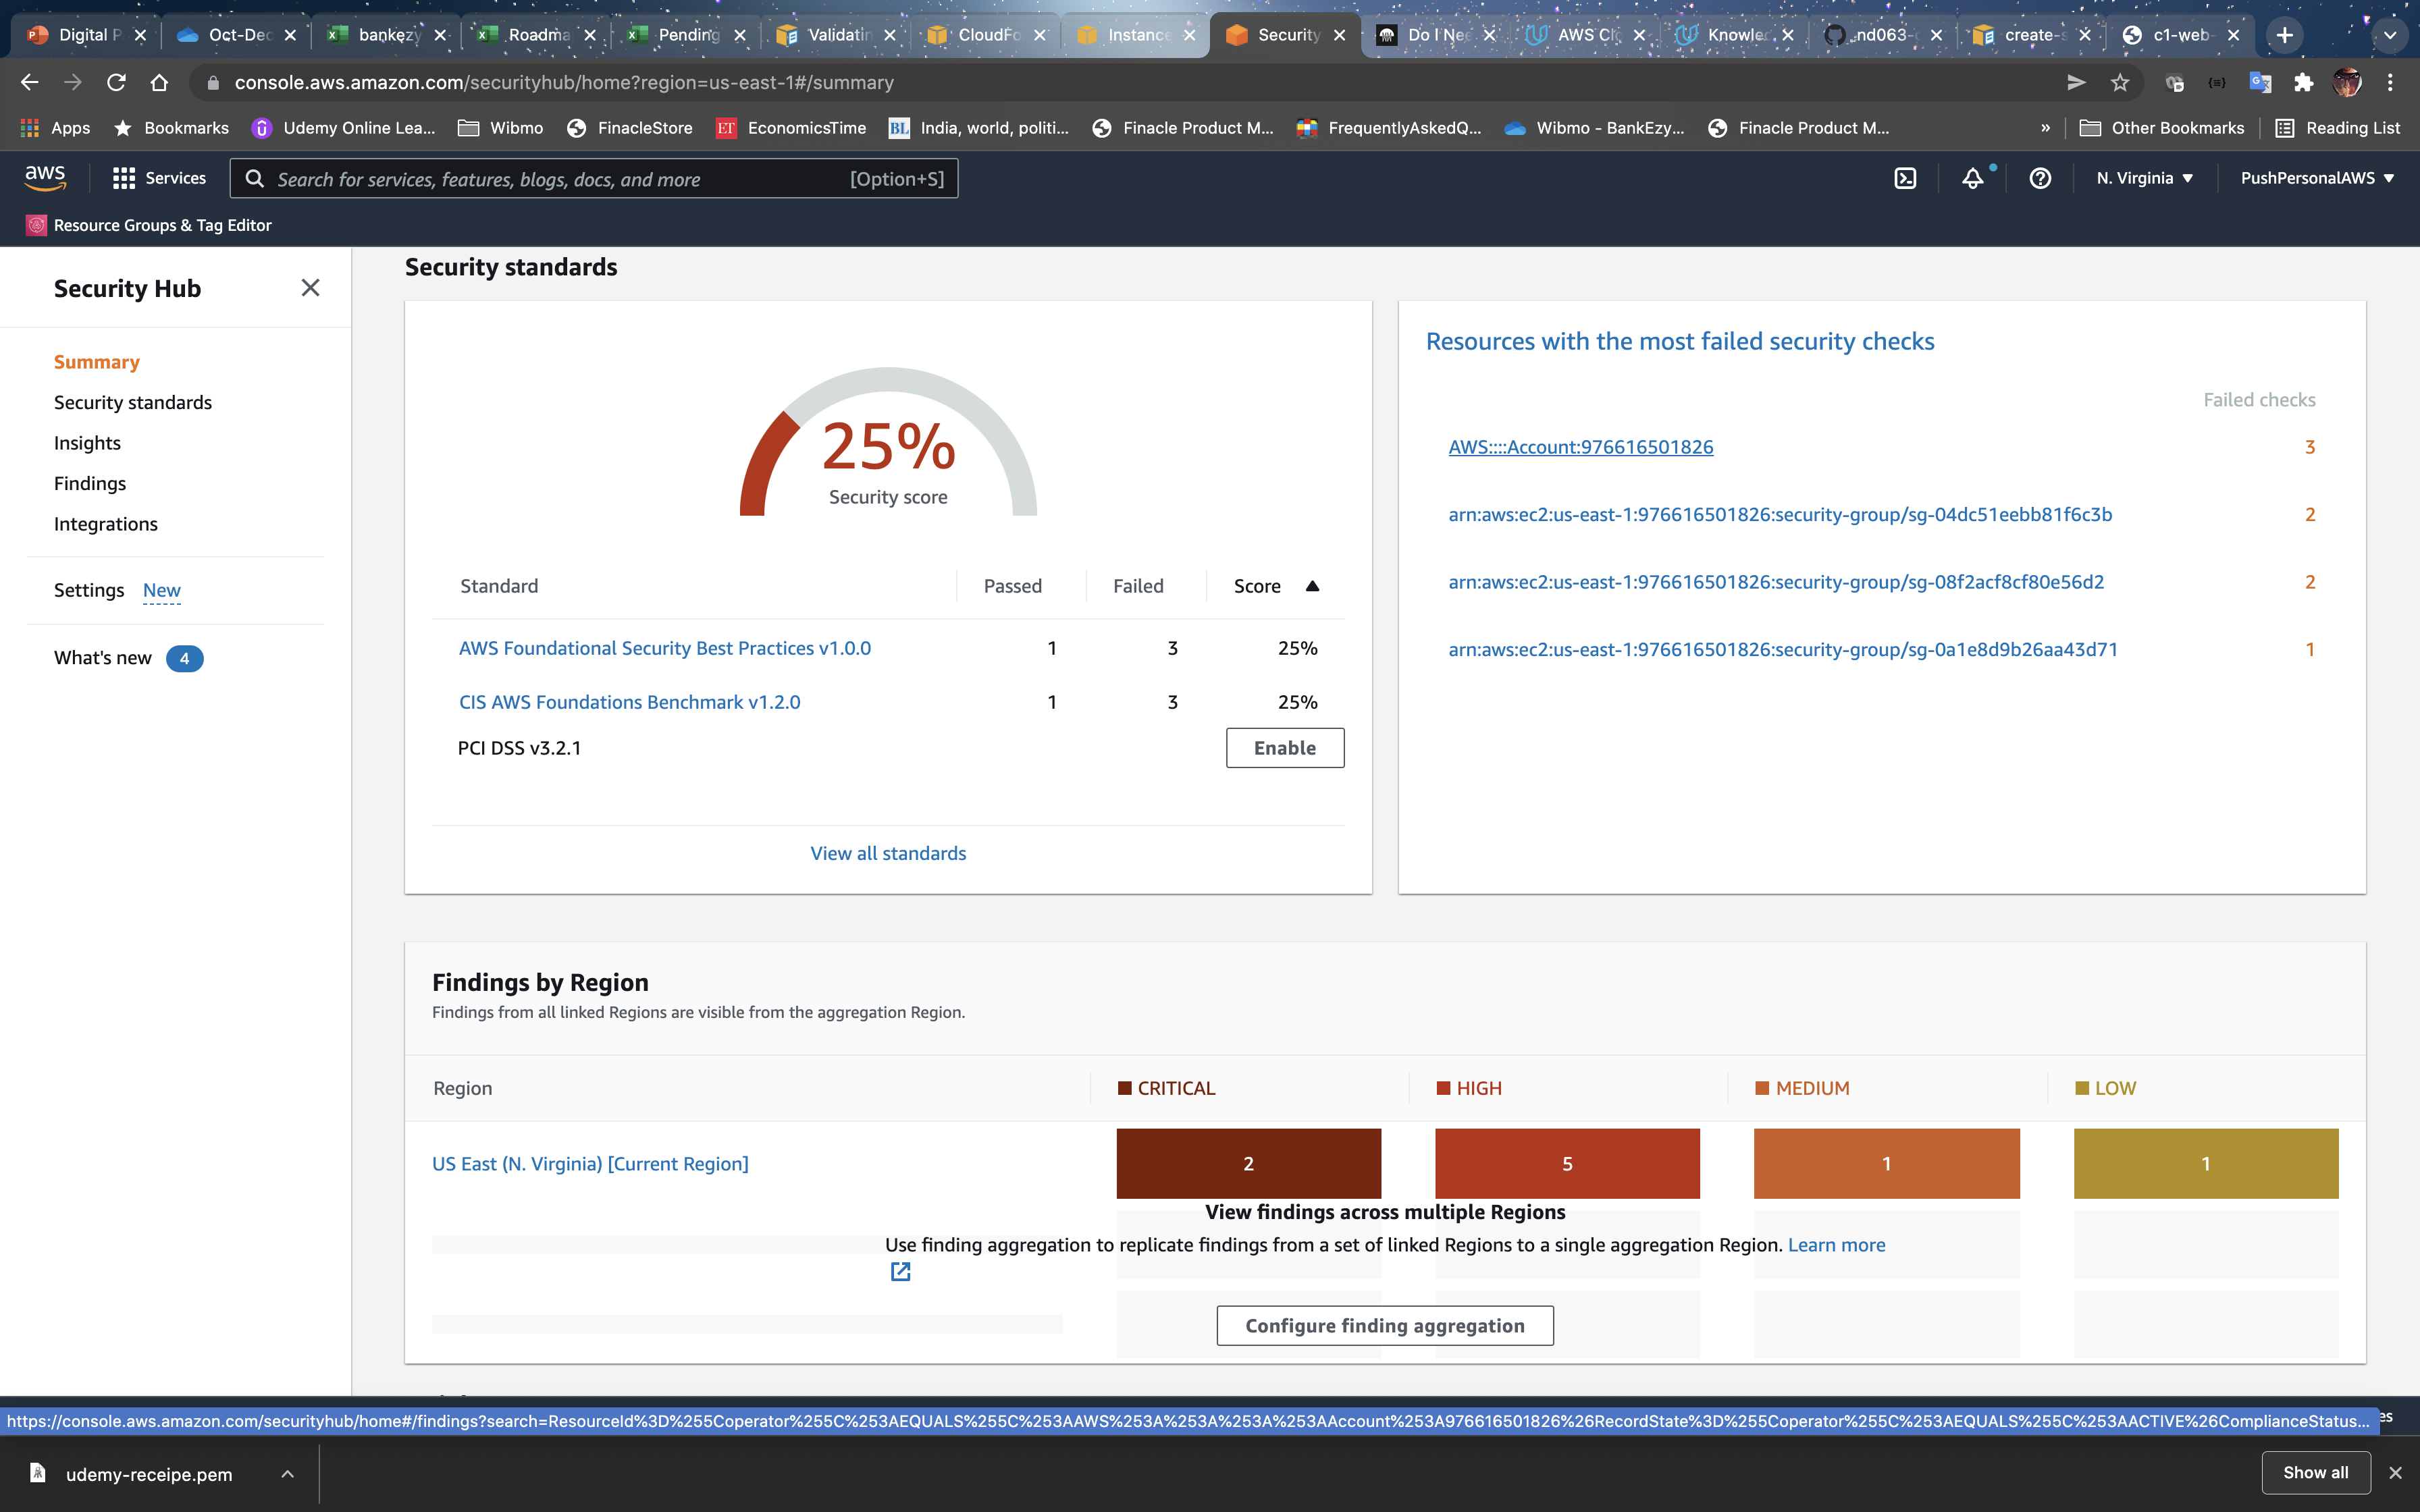 Digital P
Oct-Dec
bankezy
Roadma
Pending
Validatin
CloudFo
Instance
Security
Do I Nee
AWS Clo
Knowled
nd063-
create-s
c1-web-
console.aws.amazon.com/securityhub/home?region=us-east-1#/summary
Apps
Bookmarks
Udemy Online Lea...
Wibmo
FinacleStore
ET
EconomicsTime
BL
India, world, politi...
Finacle Product M...
FrequentlyAskedQ...
Wibmo - BankEzy...
Finacle Product M...
»
Other Bookmarks
Reading List
aws
Services
Search for services, features, blogs, docs, and more
[Option+S]
N. Virginia ▼
PushPersonalAWS ▼
Resource Groups & Tag Editor
Security Hub
Summary
Security standards
Insights
Findings
Integrations
Settings New
What's new 4
Security standards
25%
Security score
Standard Passed Failed Score ▲
AWS Foundational Security Best Practices v1.0.0 1 3 25%
CIS AWS Foundations Benchmark v1.2.0 1 3 25%
PCI DSS v3.2.1 Enable
View all standards
Resources with the most failed security checks
Failed checks
AWS::::Account:976616501826 3
arn:aws:ec2:us-east-1:976616501826:security-group/sg-04dc51eebb81f6c3b 2
arn:aws:ec2:us-east-1:976616501826:security-group/sg-08f2acf8cf80e56d2 2
arn:aws:ec2:us-east-1:976616501826:security-group/sg-0a1e8d9b26aa43d71 1
Findings by Region
Findings from all linked Regions are visible from the aggregation Region.
Region CRITICAL HIGH MEDIUM LOW
US East (N. Virginia) [Current Region] 2 5 1 1
View findings across multiple Regions
Use finding aggregation to replicate findings from a set of linked Regions to a single aggregation Region. Learn more
Configure finding aggregation
https://console.aws.amazon.com/securityhub/home#/findings?search=ResourceId%3D%255Coperator%255C%253AEQUALS%255C%253AAWS%253A%253A%253A%253AAccount%253A976616501826%26RecordState%3D%255Coperator%255C%253AEQUALS%255C%253AACTIVE%26ComplianceStatus...
es
udemy-receipe.pem
Show all